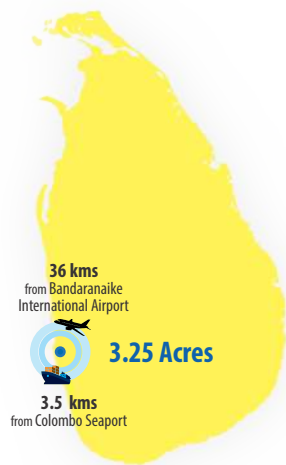 36 kms
from Bandaranaike
International Airport
3.25 Acres
3.5 kms
from Colombo Seaport